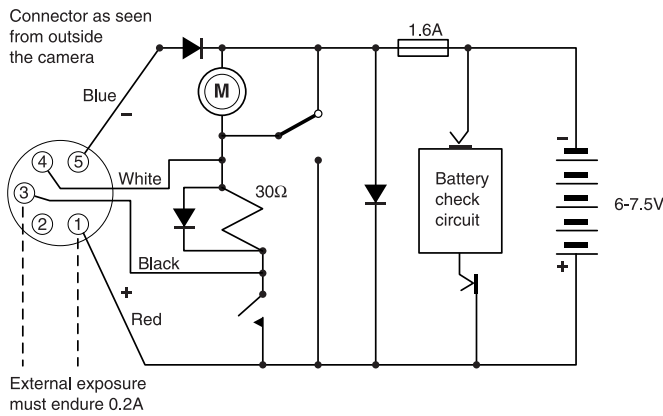 Connector as seen
from outside
the camera
1.6A
Blue
−
M
4
5
White
3
30Ω
Battery
check
circuit
−
6-7.5V
2
1
Black
+
Red
+
External exposure
must endure 0.2A